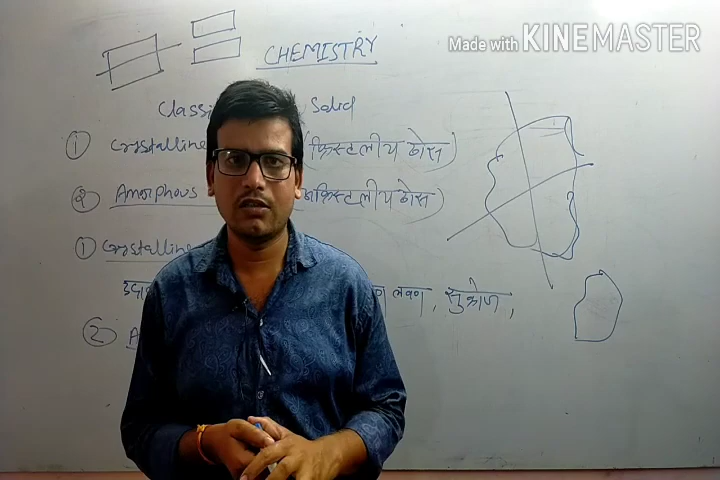 Made with KINEMASTER
CHEMISTRY
Classi Solid
① Crystalline (क्रिस्टलीय ठोस)
② Amorphous अक्रिस्टलीय ठोस)
① Crystalline
लवण, सुक्रोज,
② A